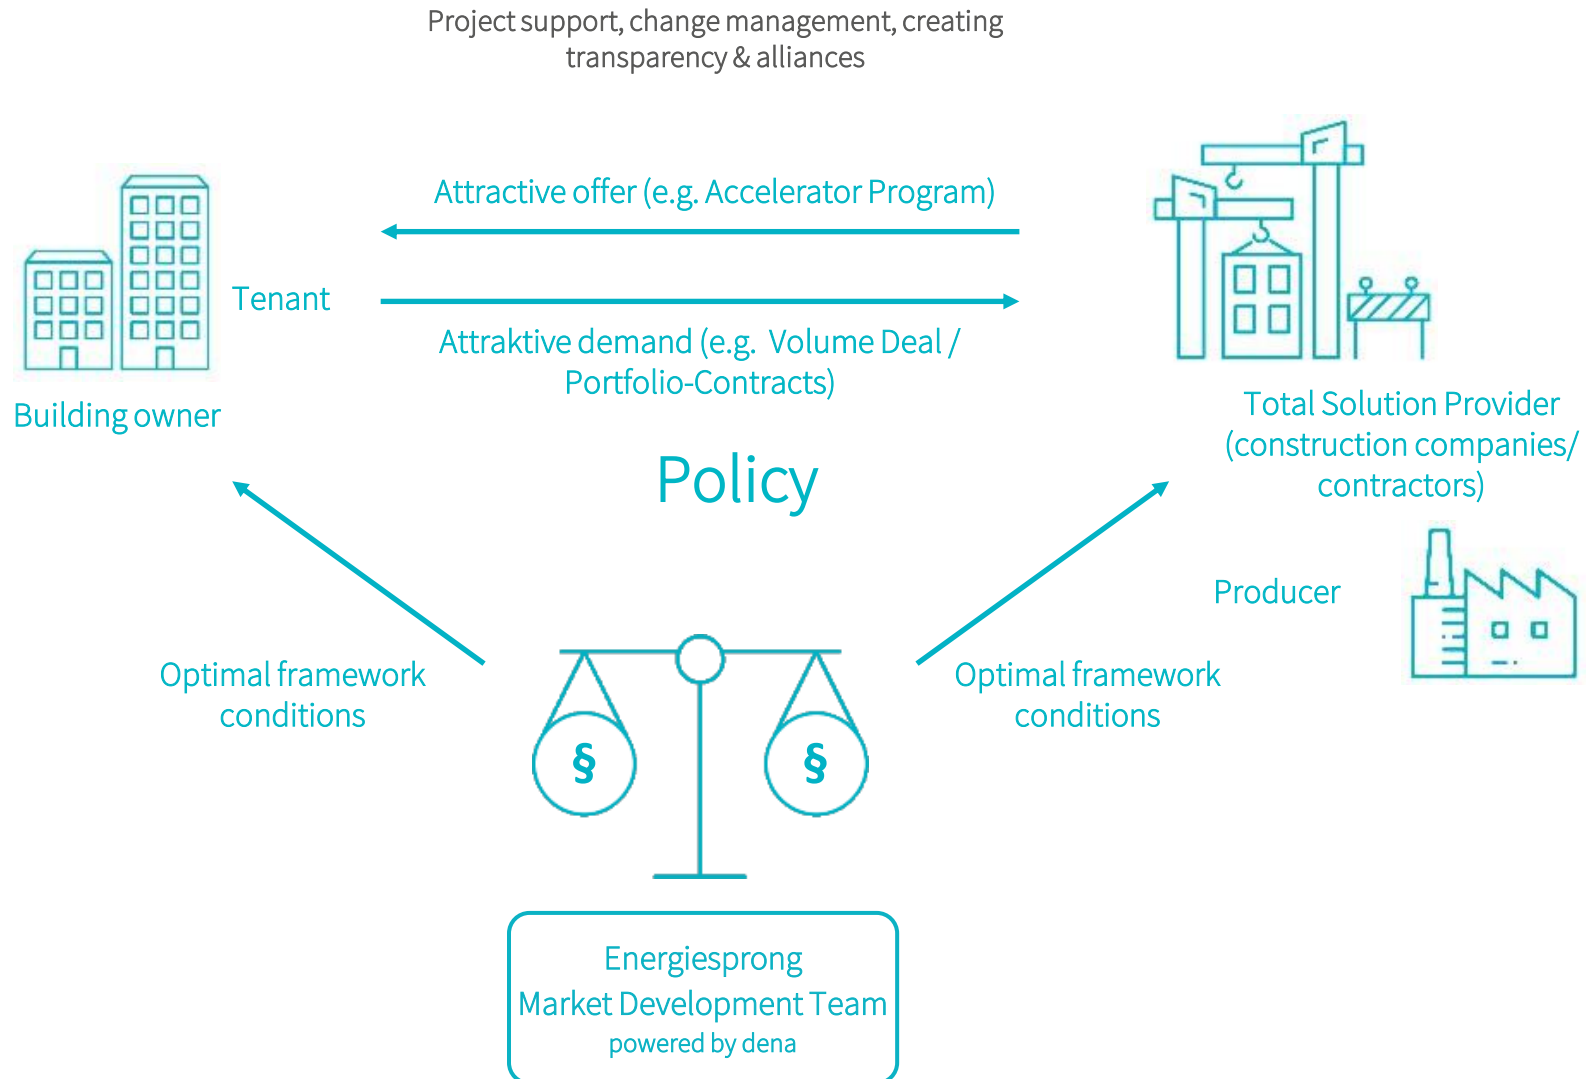 Project support, change management, creating
transparency & alliances
Attractive offer (e.g. Accelerator Program)
Tenant
Attraktive demand (e.g. Volume Deal /
Portfolio-Contracts)
Building owner
Total Solution Provider
(construction companies/
contractors)
Policy
Producer
Optimal framework
conditions
Optimal framework
conditions
§
§
Energiesprong
Market Development Team
powered by dena